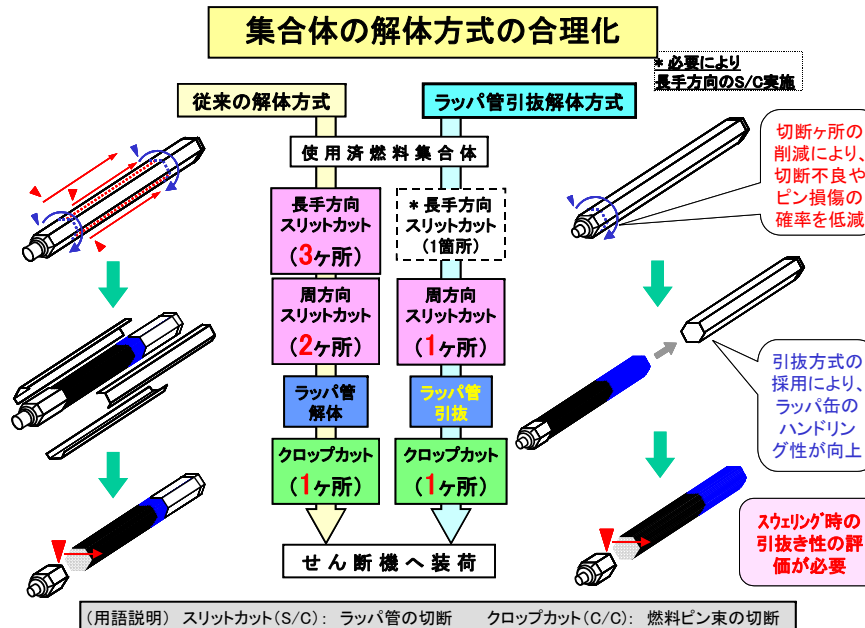 集合体の解体方式の合理化
* 必要により
長手方向のS/C実施
従来の解体方式
ラッパ管引抜解体方式
使用済燃料集合体
長手方向
スリットカット
（3ヶ所）
* 長手方向
スリットカット
（1箇所）
周方向
スリットカット
（2ヶ所）
周方向
スリットカット
（1ヶ所）
ラッパ管
解体
ラッパ管
引抜
クロップカット
（1ヶ所）
クロップカット
（1ヶ所）
せん断機へ装荷
切断ヶ所の
削減により、
切断不良や
ピン損傷の
確率を低減
引抜方式の
採用により、
ラッパ缶の
ハンドリン
グ性が向上
スウェリング時の
引抜き性の評
価が必要
（用語説明） スリットカット（S/C）： ラッパ管の切断 クロップカット（C/C）： 燃料ピン束の切断